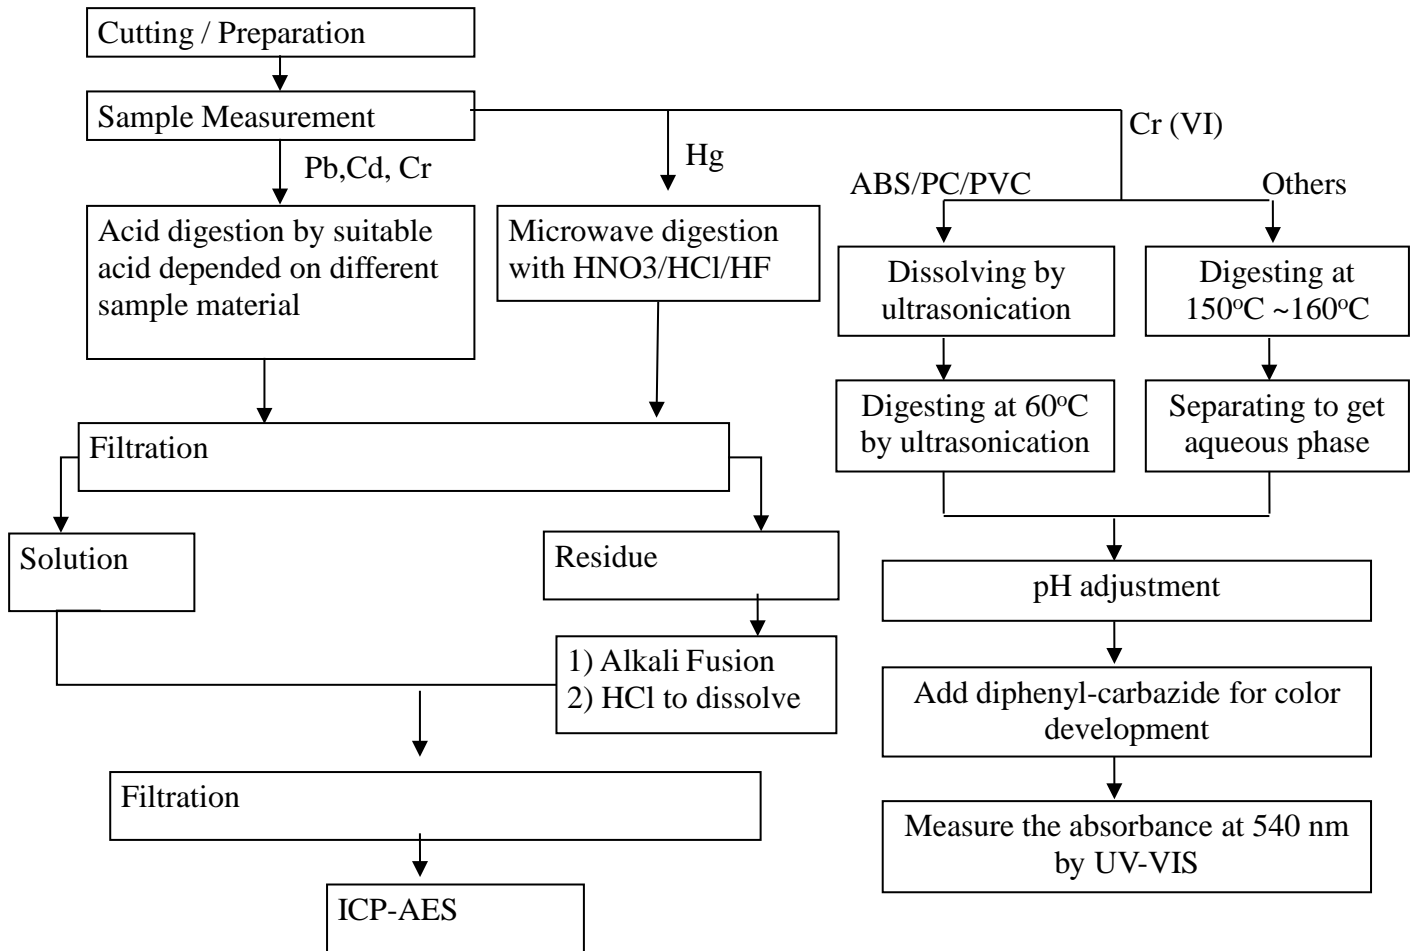 Cutting / Preparation
Sample Measurement
Pb,Cd, Cr
Hg
Cr (VI)
ABS/PC/PVC
Others
Acid digestion by suitable
acid depended on different
sample material
Microwave digestion
with HNO3/HCl/HF
Dissolving by
ultrasonication
Digesting at
150°C ~160°C
Digesting at 60°C
by ultrasonication
Separating to get
aqueous phase
Filtration
Solution
Residue
1) Alkali Fusion
2) HCl to dissolve
pH adjustment
Add diphenyl-carbazide for color
development
Filtration
Measure the absorbance at 540 nm
by UV-VIS
ICP-AES